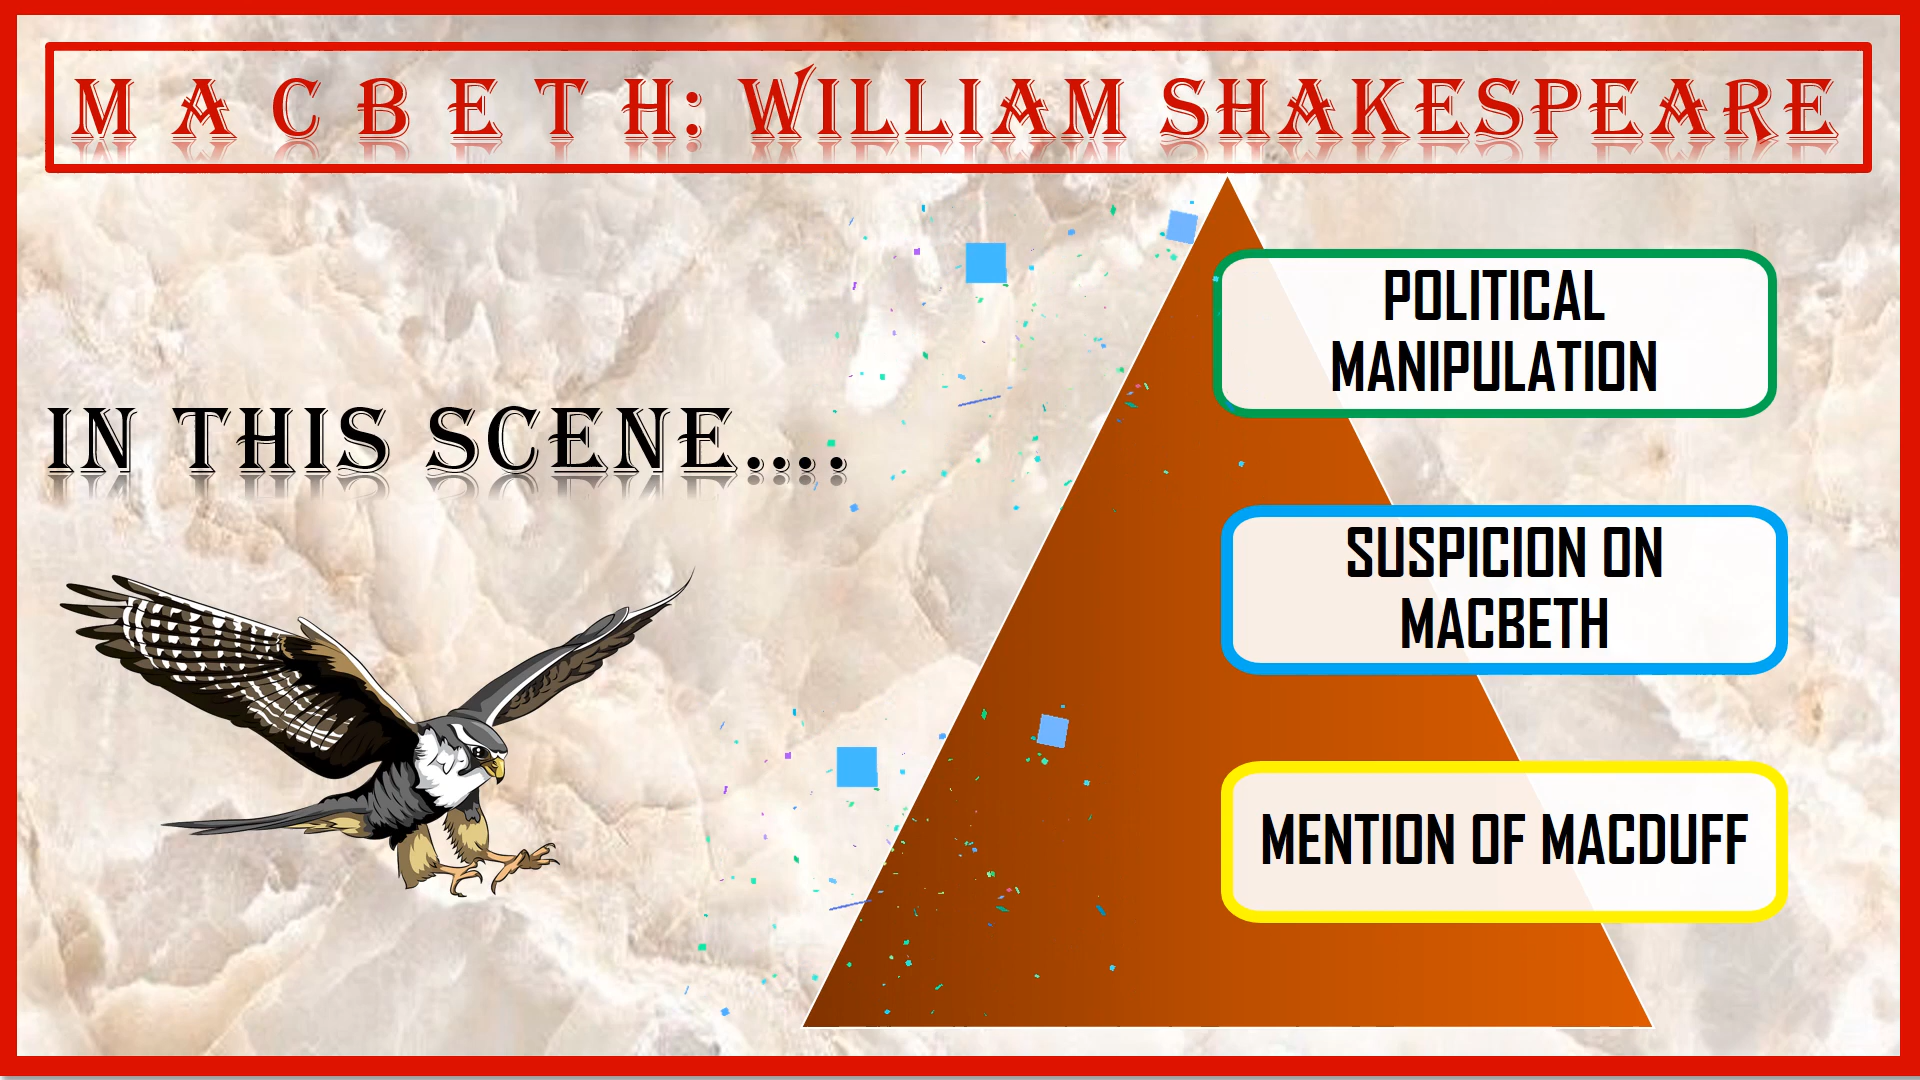 M A C B E T H: WILLIAM SHAKESPEARE
IN THIS SCENE....
POLITICAL
MANIPULATION
SUSPICION ON
MACBETH
MENTION OF MACDUFF